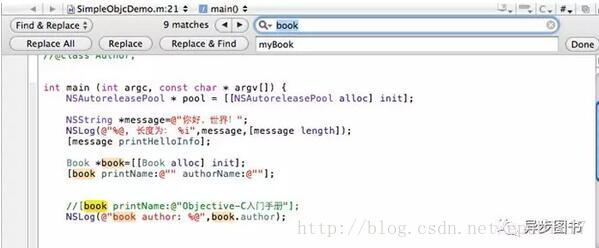 SimpleObjcDemo.m:21 main()
Find & Replace 9 matches book
Replace All Replace Replace & Find myBook Done
//@class Author;
int main (int argc, const char * argv[]) {
NSAutoreleasePool * pool = [[NSAutoreleasePool alloc] init];
NSString *message=@"你好，世界！";
NSLog(@"%@, 长度为： %i",message,[message length]);
[message printHelloInfo];
Book *book=[[Book alloc] init];
[book printName:@"" authorName:@""];
//[book printName:@"Objective-C入门手册"];
NSLog(@"book author: %@",book.author);
http://blog.csdn.net/
异步图书